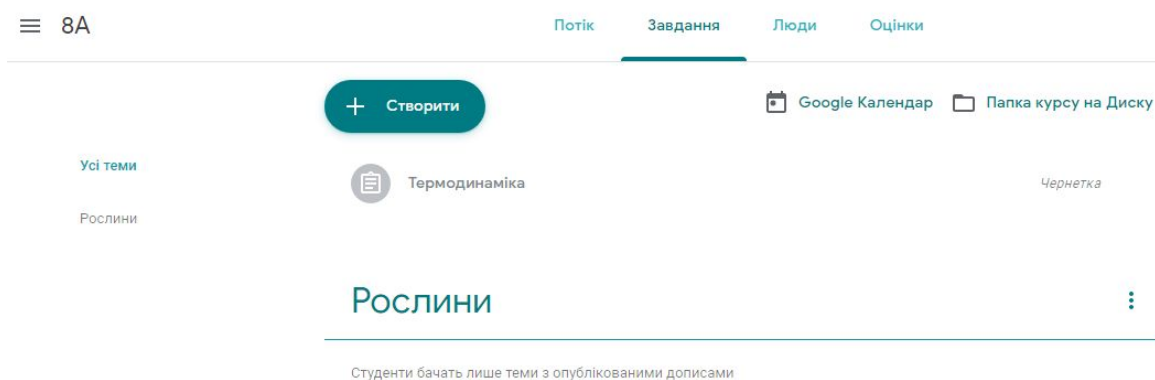 8А
Потік Завдання Люди Оцінки
Створити
Google Календар Папка курсу на Диску
Усі теми
Термодинаміка Чернетка
Рослини
Рослини
Студенти бачать лише теми з опублікованими дописами